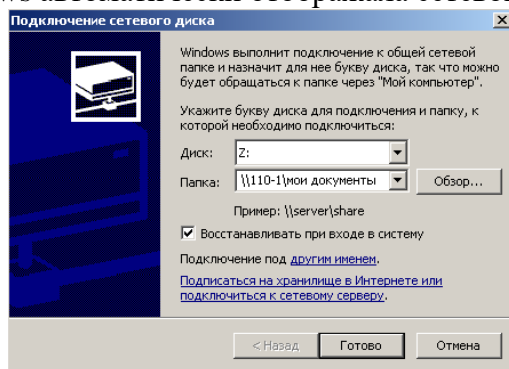 Подключение сетевого диска
Windows выполнит подключение к общей сетевой
папке и назначит для нее букву диска, так что можно
будет обращаться к папке через "Мой
компьютер".
Укажите букву диска для подключения и папку, к
которой необходимо подключиться:
Диск: Z:
Папка: \\110-1\мои документы Обзор...
Пример: \\server\share
Восстанавливать при входе в систему
Подключение под другим именем.
Подписаться на хранилище в Интернете или
подключиться к сетевому серверу.
< Назад Готово Отмена